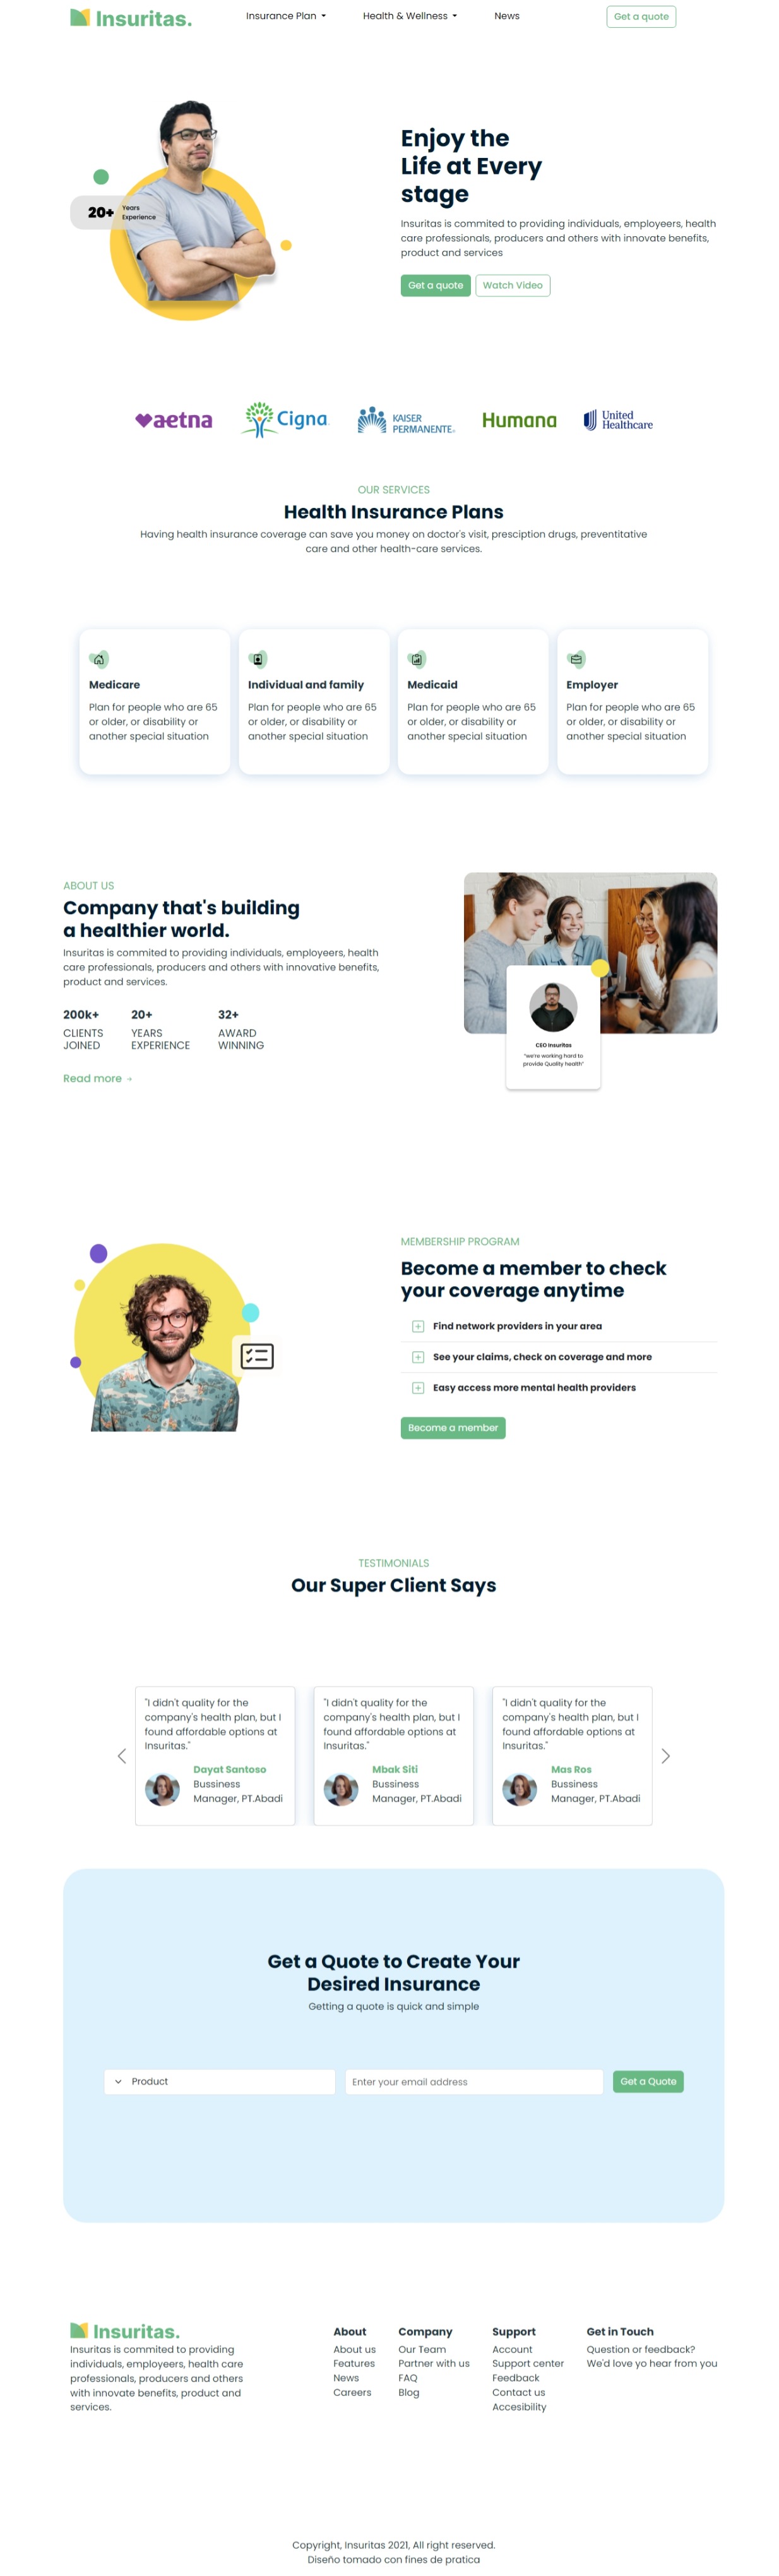 Insuritas.
Insurance Plan
Health & Wellness
News
Get a quote
20+
Years
Experience
Enjoy the
Life at Every
stage
Insuritas is commited to providing individuals, employeers, health
care professionals, producers and others with innovate benefits,
product and services
Get a quote
Watch Video
aetna
Cigna
KAISER
PERMANENTE
Humana
United
Healthcare
OUR SERVICES
Health Insurance Plans
Having health insurance coverage can save you money on doctor's visit, presciption drugs, preventitative
care and other health-care services.
Medicare
Plan for people who are 65
or older, or disability or
another special situation
Individual and family
Plan for people who are 65
or older, or disability or
another special situation
Medicaid
Plan for people who are 65
or older, or disability or
another special situation
Employer
Plan for people who are 65
or older, or disability or
another special situation
ABOUT US
Company that's building
a healthier world.
Insuritas is commited to providing individuals, employeers, health
care professionals, producers and others with innovative benefits,
product and services.
200k+
CLIENTS
JOINED
20+
YEARS
EXPERIENCE
32+
AWARD
WINNING
Read more →
CEO Insuritas
"we're working hard to
provide Quality health"
MEMBERSHIP PROGRAM
Become a member to check
your coverage anytime
Find network providers in your area
See your claims, check on coverage and more
Easy access more mental health providers
Become a member
TESTIMONIALS
Our Super Client Says
"I didn't quality for the
company's health plan, but I
found affordable options at
Insuritas."
Dayat Santoso
Bussiness
Manager, PT.Abadi
"I didn't quality for the
company's health plan, but I
found affordable options at
Insuritas."
Mbak Siti
Bussiness
Manager, PT.Abadi
"I didn't quality for the
company's health plan, but I
found affordable options at
Insuritas."
Mas Ros
Bussiness
Manager, PT.Abadi
Get a Quote to Create Your
Desired Insurance
Getting a quote is quick and simple
Product
Enter your email address
Get a Quote
Insuritas.
Insuritas is commited to providing
individuals, employeers, health care
professionals, producers and others
with innovate benefits, product and
services.
About
About us
Features
News
Careers
Company
Our Team
Partner with us
FAQ
Blog
Support
Account
Support center
Feedback
Contact us
Accesibility
Get in Touch
Question or feedback?
We'd love yo hear from you
Copyright, Insuritas 2021, All right reserved.
Diseño tomado con fines de pratica